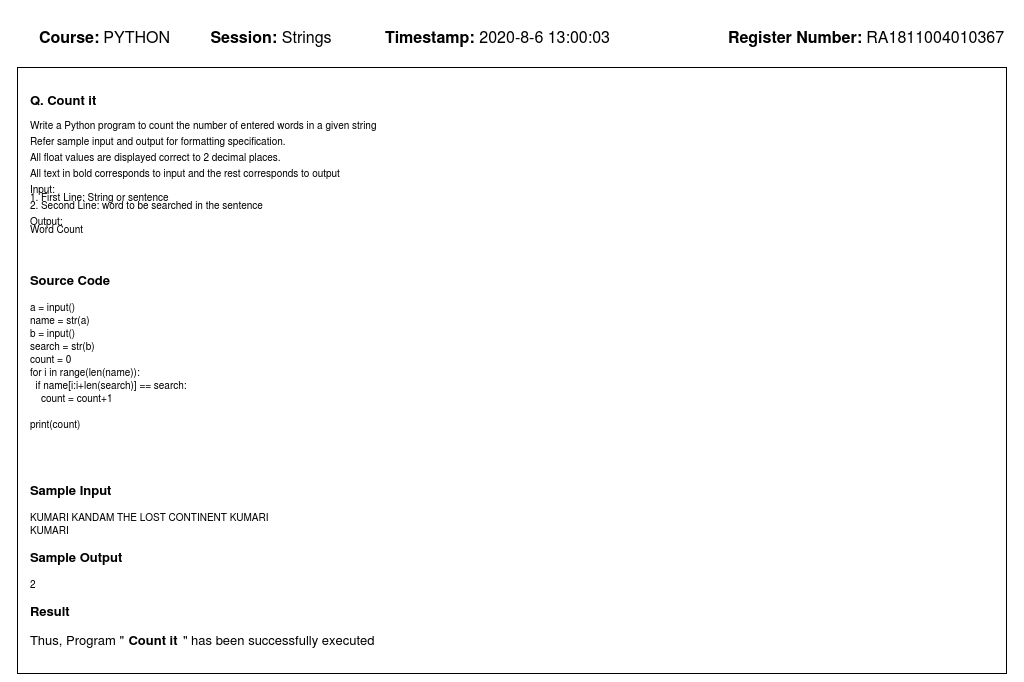 Course: PYTHON Session: Strings Timestamp: 2020-8-6 13:00:03 Register Number: RA1811004010367
Q. Count it
Write a Python program to count the number of entered words in a given string
Refer sample input and output for formatting specification.
All float values are displayed correct to 2 decimal places.
All text in bold corresponds to input and the rest corresponds to output
Input:
1. First Line: String or sentence
2. Second Line: word to be searched in the sentence
Output:
Word Count
Source Code
a = input()
name = str(a)
b = input()
search = str(b)
count = 0
for i in range(len(name)):
  if name[i:i+len(search)] == search:
    count = count+1
print(count)
Sample Input
KUMARI KANDAM THE LOST CONTINENT KUMARI
KUMARI
Sample Output
2
Result
Thus, Program " Count it " has been successfully executed